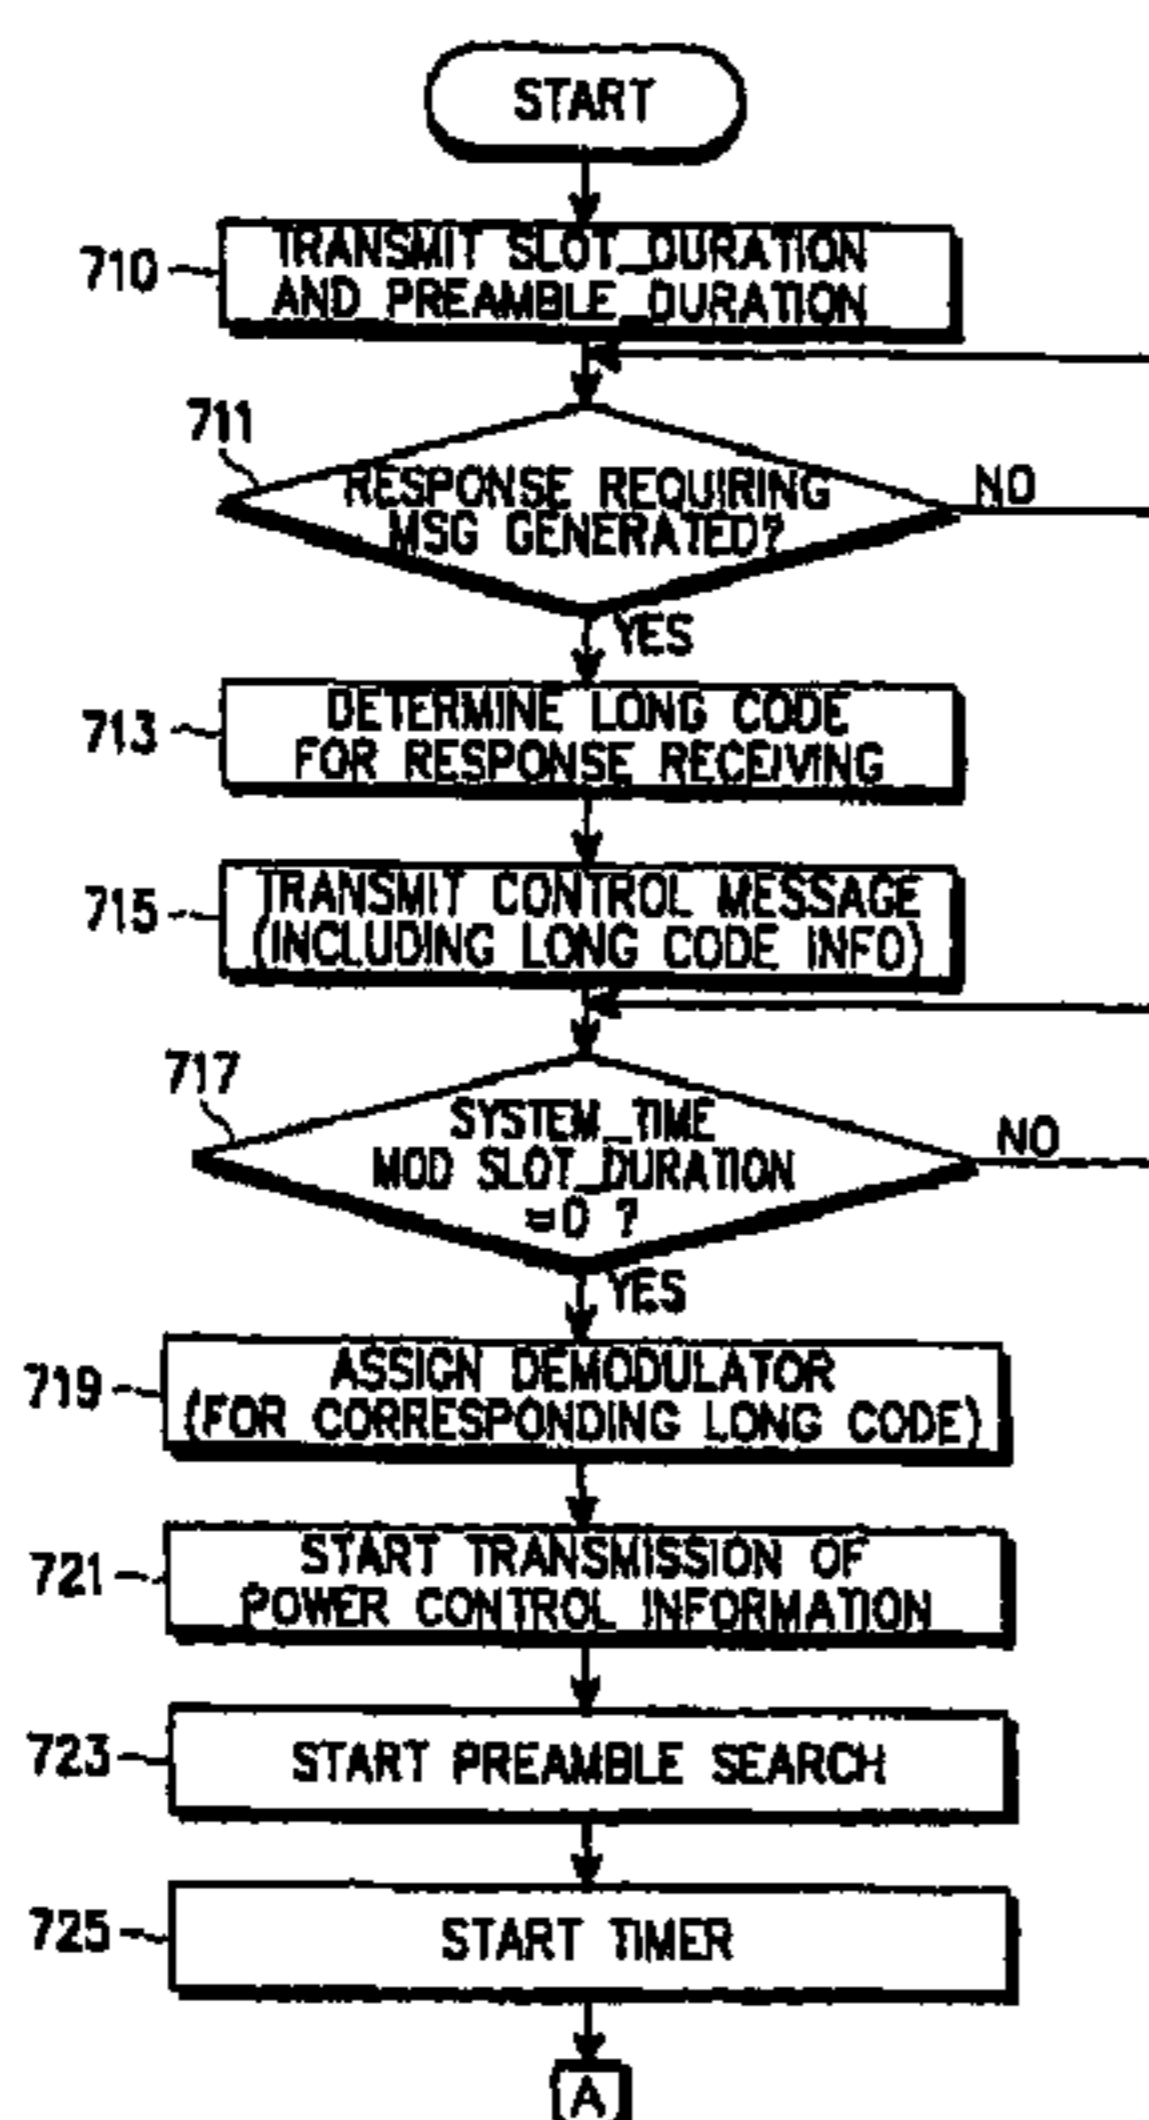 START
710
TRANSMIT SLOT_DURATION
AND PREAMBLE_DURATION
711
RESPONSE REQUIRING
MSG GENERATED?
NO
YES
713
DETERMINE LONG CODE
FOR RESPONSE RECEIVING
715
TRANSMIT CONTROL MESSAGE
(INCLUDING LONG CODE INFO)
717
SYSTEM_TIME
MOD SLOT_DURATION
=0 ?
NO
YES
719
ASSIGN DEMODULATOR
(FOR CORRESPONDING LONG CODE)
721
START TRANSMISSION OF
POWER CONTROL INFORMATION
723
START PREAMBLE SEARCH
725
START TIMER
A